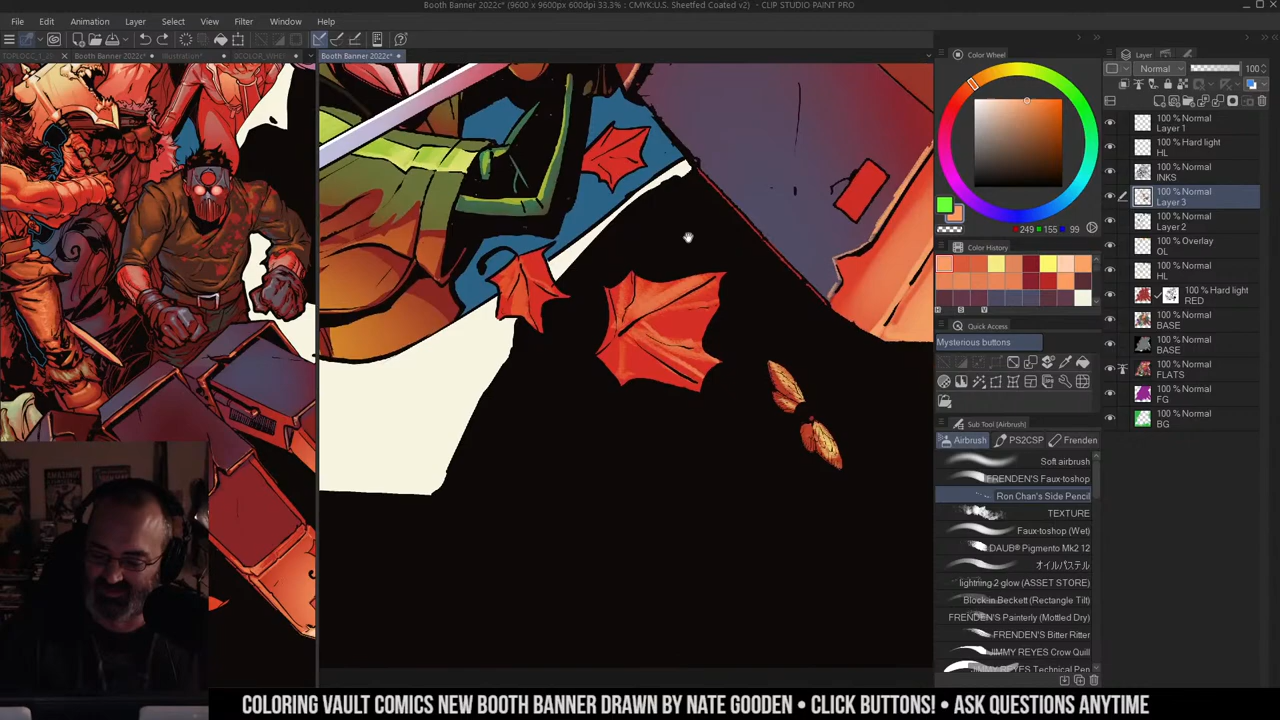 Booth Banner 2022c* (9600 x 9600px 600dpi 33.3% : CMYK:U.S. Sheetfed Coated v2) - CLIP STUDIO PAINT PRO
File Edit Animation Layer Select View Filter Window Help
Booth Banner 2022c* Illustration* Booth Banner 2022c*
Color Wheel
249 155 99
Color History
H S V
Quick Access
Mysterious buttons
Sub Tool [Airbrush]
Airbrush PS2CSP Frenden
Soft airbrush
FRENDEN'S Faux-toshop
Ron Chan's Side Pencil
TEXTURE
Faux-toshop (Wet)
DAUB® Pigmento Mk2 12
オイルパステル
lightning 2 glow (ASSET STORE)
Block-in Beckett (Rectangle Tilt)
FRENDEN'S Painterly (Mottled Dry)
FRENDEN'S Bitter Ritter
JIMMY REYES Crow Quill
JIMMY REYES Technical Pen
Layer
Normal 100
100 % Normal
Layer 1
100 % Hard light
HL
100 % Normal
INKS
100 % Normal
Layer 3
100 % Normal
Layer 2
100 % Overlay
OL
100 % Normal
HL
100 % Hard light
RED
100 % Normal
BASE
100 % Normal
BASE
100 % Normal
FLATS
100 % Normal
FG
100 % Normal
BG
COLORING VAULT COMICS NEW BOOTH BANNER DRAWN BY NATE GOODEN • CLICK BUTTONS! • ASK QUESTIONS ANYTIME